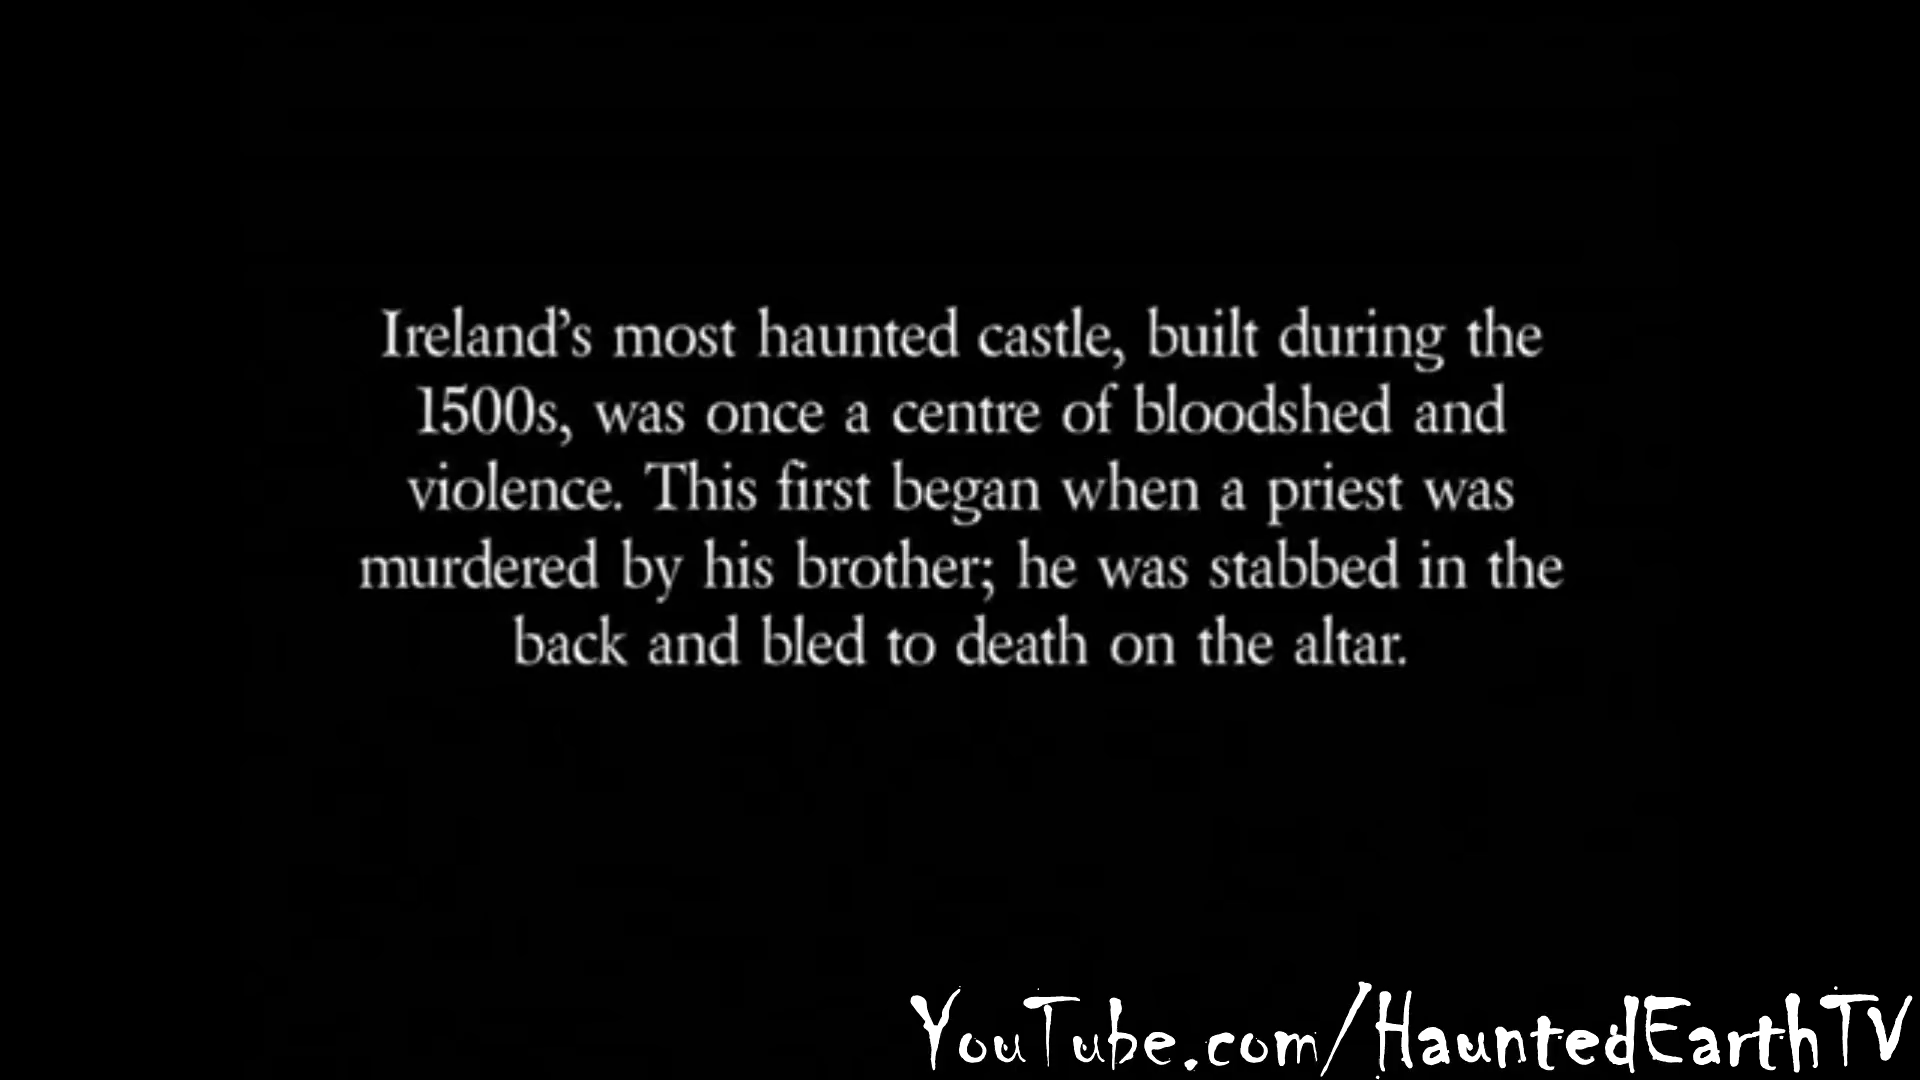 Ireland’s most haunted castle, built during the
1500s, was once a centre of bloodshed and
violence. This first began when a priest was
murdered by his brother; he was stabbed in the
back and bled to death on the altar.
YouTube.com/HauntedEarthTV